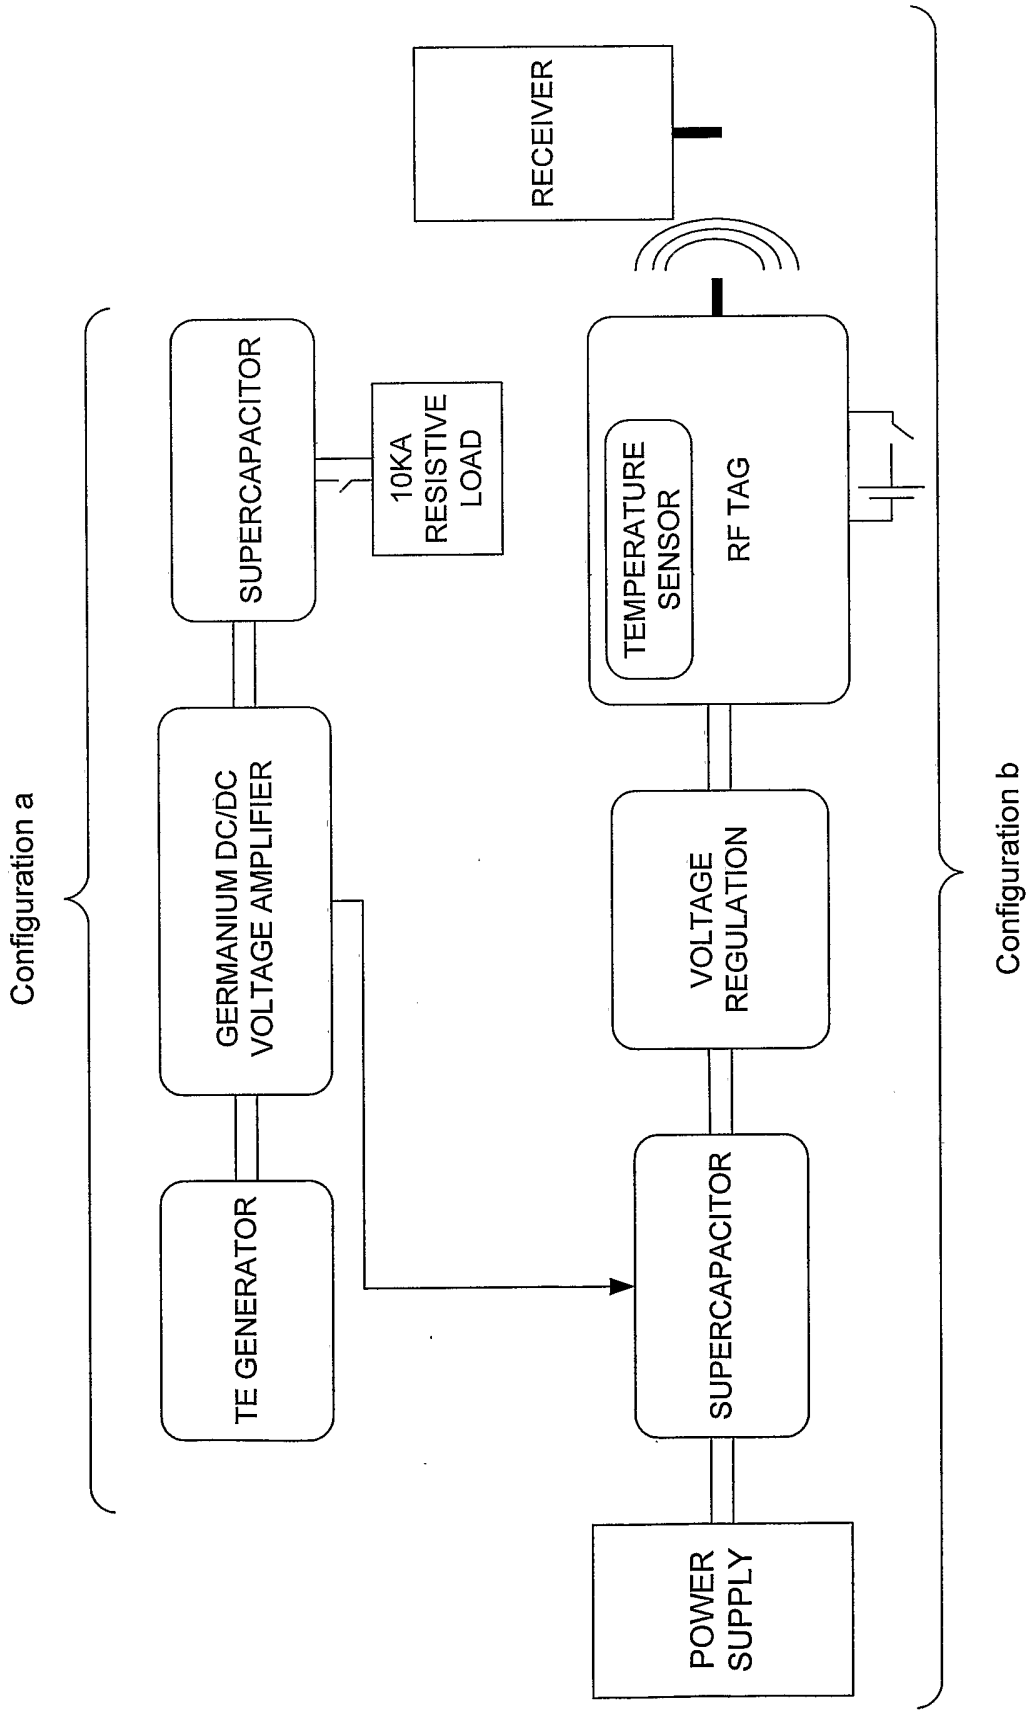 Configuration a
TE GENERATOR
GERMANIUM DC/DC
VOLTAGE AMPLIFIER
SUPERCAPACITOR
10KA
RESISTIVE
LOAD
POWER
SUPPLY
SUPERCAPACITOR
VOLTAGE
REGULATION
TEMPERATURE
SENSOR
RF TAG
RECEIVER
Configuration b